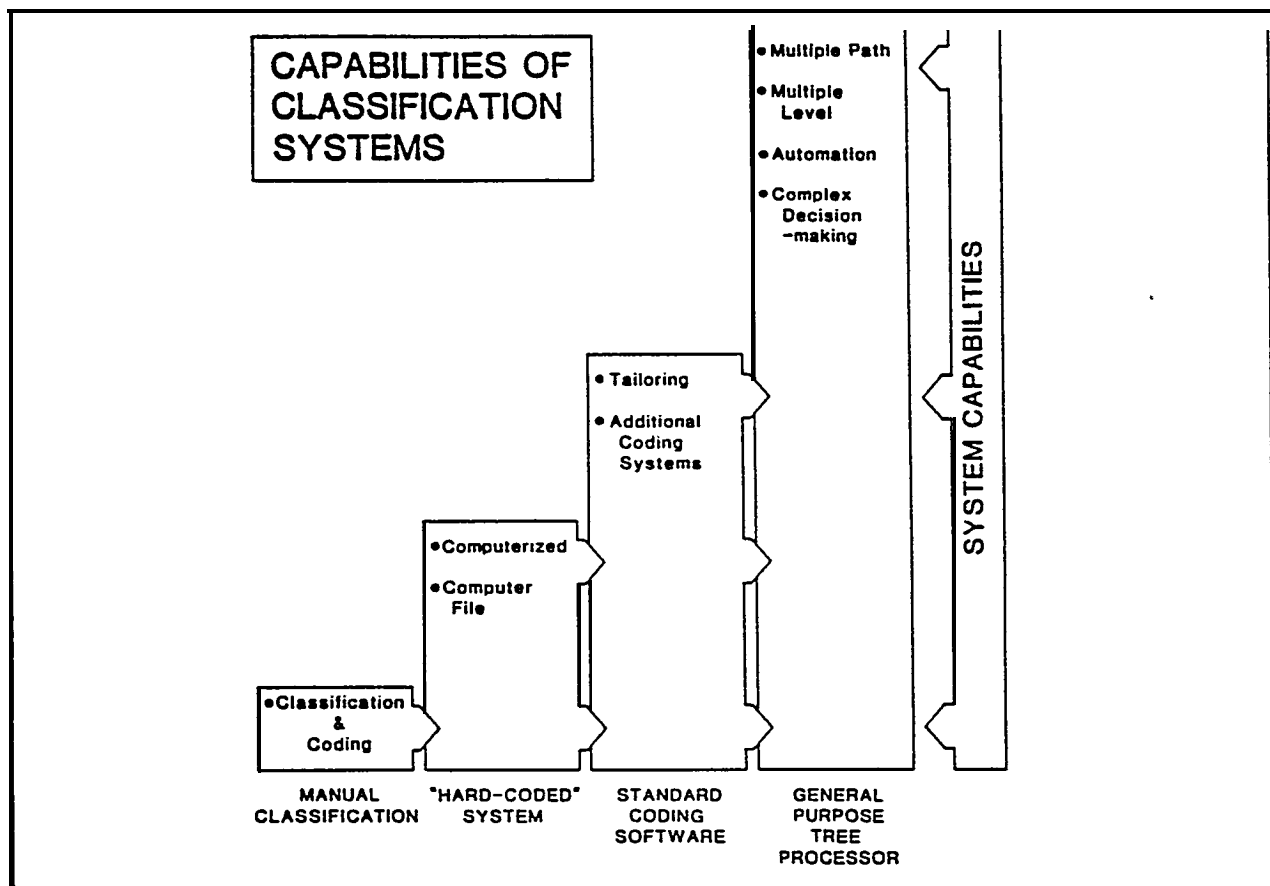 CAPABILITIES OF
CLASSIFICATION
SYSTEMS
• Multiple Path
• Multiple
Level
• Automation
• Complex
Decision
-making
• Tailoring
• Additional
Coding
Systems
• Computerized
• Computer
File
• Classification
&
Coding
SYSTEM CAPABILITIES
MANUAL
CLASSIFICATION
"HARD-CODED"
SYSTEM
STANDARD
CODING
SOFTWARE
GENERAL
PURPOSE
TREE
PROCESSOR